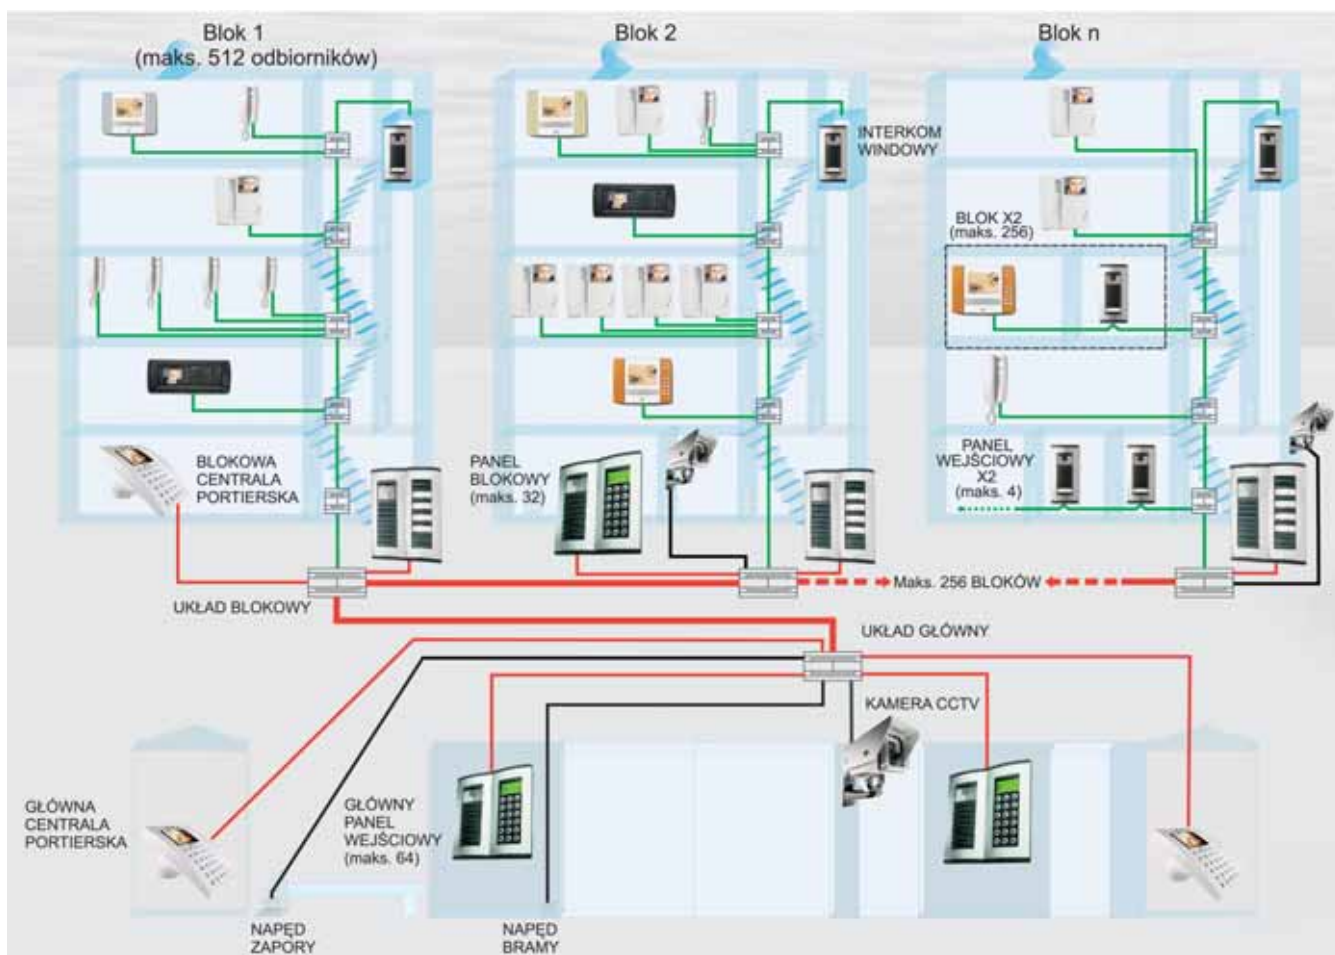 Blok 1
(maks. 512 odbiorników)
Blok 2
Blok n
INTERKOM
WINDOWY
BLOK X2
(maks. 256)
BLOKOWA
CENTRALA
PORTIERSKA
PANEL
BLOKOWY
(maks. 32)
PANEL
WEJŚCIOWY
X2
(maks. 4)
Maks. 256 BLOKÓW
UKŁAD BLOKOWY
UKŁAD GŁÓWNY
KAMERA CCTV
GŁÓWNA
CENTRALA
PORTIERSKA
GŁÓWNY
PANEL
WEJŚCIOWY
(maks. 64)
NAPĘD
ZAPORY
NAPĘD
BRAMY